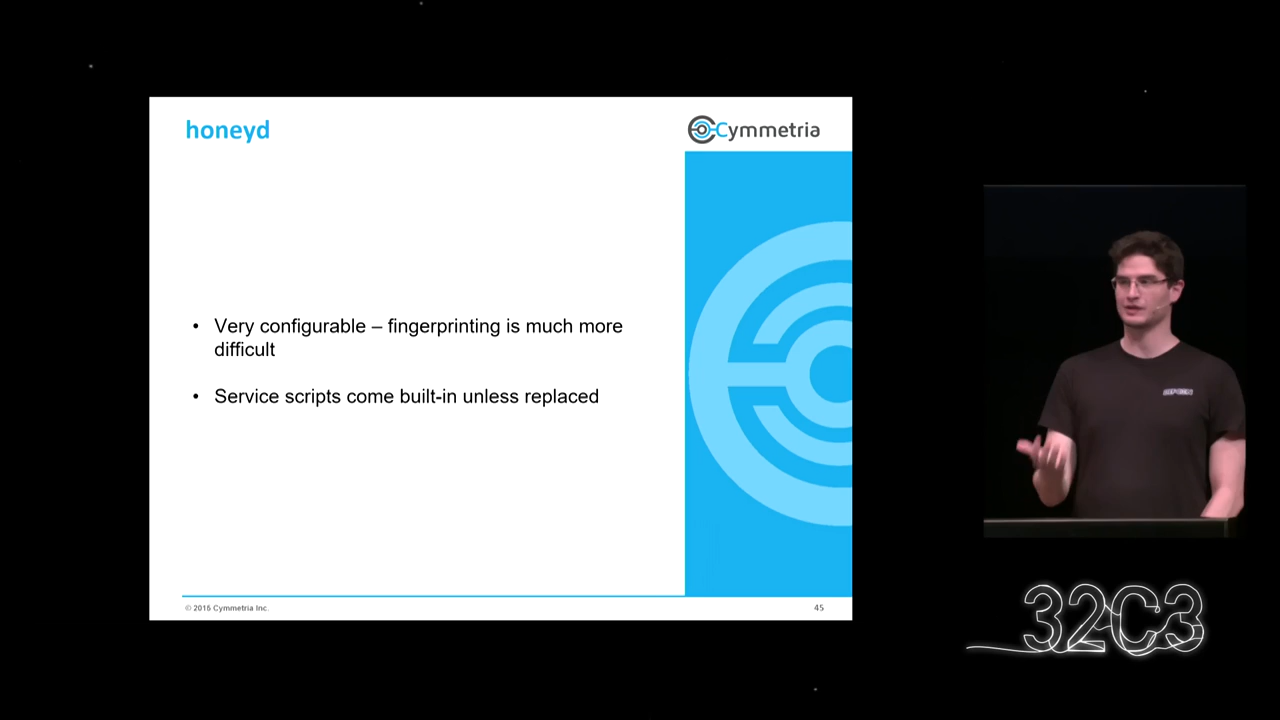 honeyd
Cymmetria
• Very configurable – fingerprinting is much more
difficult
• Service scripts come built-in unless replaced
© 2015 Cymmetria Inc.
45
32C3